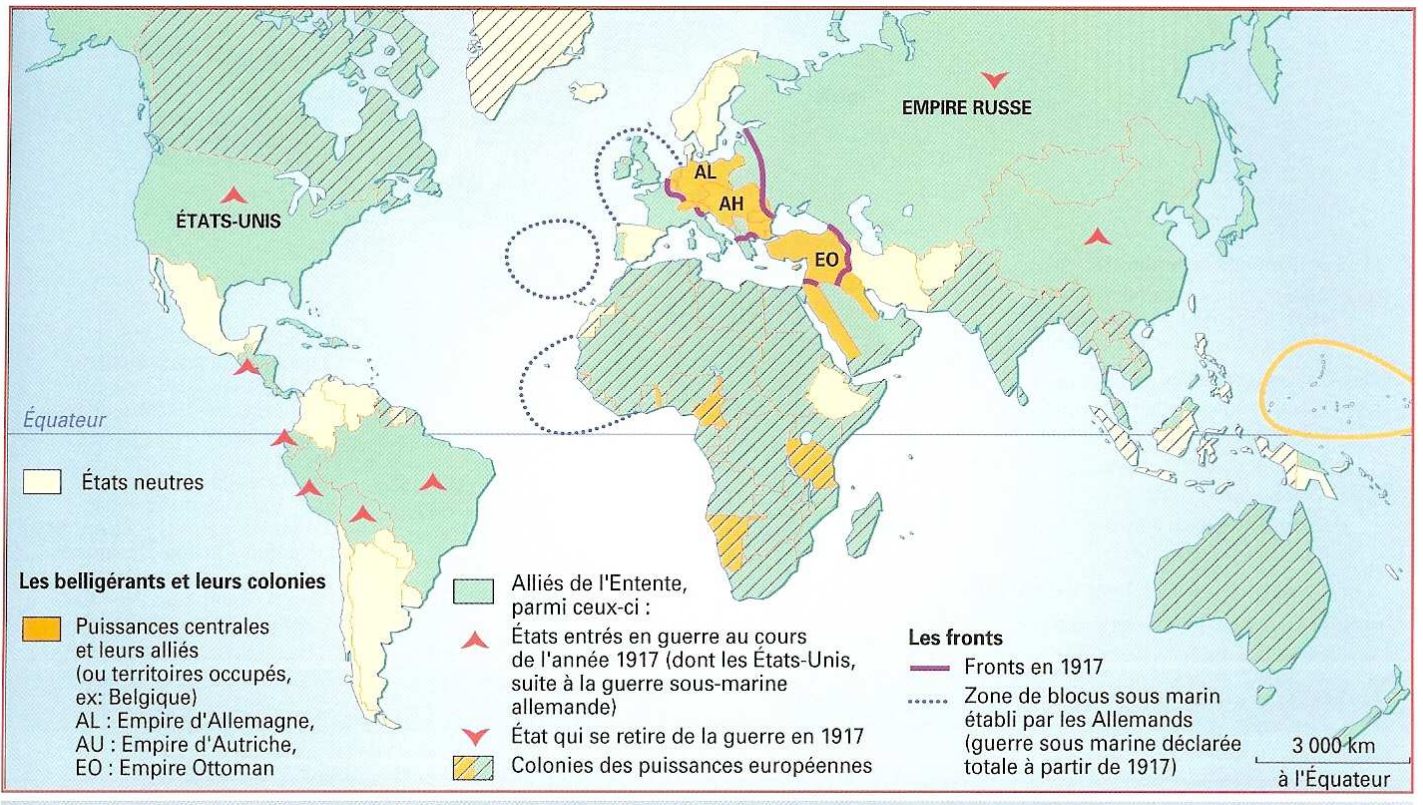 EMPIRE RUSSE
AL
AH
ÉTATS-UNIS
EO
Équateur
États neutres
Les belligérants et leurs colonies
Puissances centrales
et leurs alliés
(ou territoires occupés,
ex: Belgique)
AL : Empire d'Allemagne,
AU : Empire d'Autriche,
EO : Empire Ottoman
Alliés de l'Entente,
parmi ceux-ci :
États entrés en guerre au cours
de l'année 1917 (dont les États-Unis,
suite à la guerre sous-marine
allemande)
État qui se retire de la guerre en 1917
Colonies des puissances européennes
Les fronts
Fronts en 1917
Zone de blocus sous marin
établi par les Allemands
(guerre sous marine déclarée
totale à partir de 1917)
3 000 km
à l'Équateur